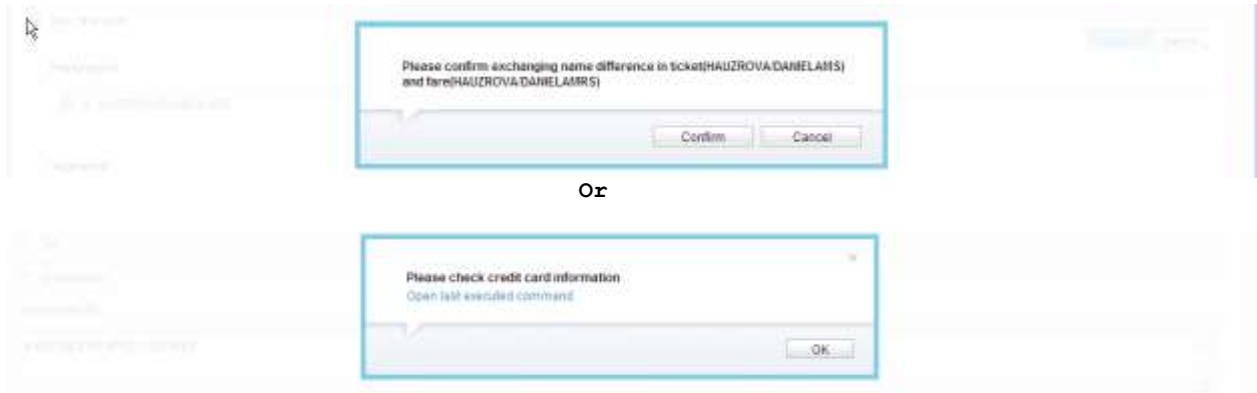 Please confirm exchanging name difference in ticket(HAUZROVA/DANIELAMS)
and fare(HAUZROVA/DANIELAMRS)
Confirm Cancel
Or
Please check credit card information
Open last executed command
OK